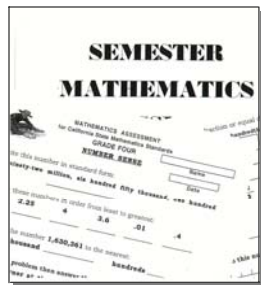 SEMESTER
MATHEMATICS
MATHEMATICS ASSESSMENT
for California State Mathematics Standards
GRADE FOUR
NUMBER SENSE
Name
Date
this number in standard form:
ninety-two million, six hundred fifty thousand, one hundred
these numbers in order from least to greatest:
2.25 4 3.6 .01 .4
number 1,630,361 to the nearest:
thousand hundreds
problem then answer